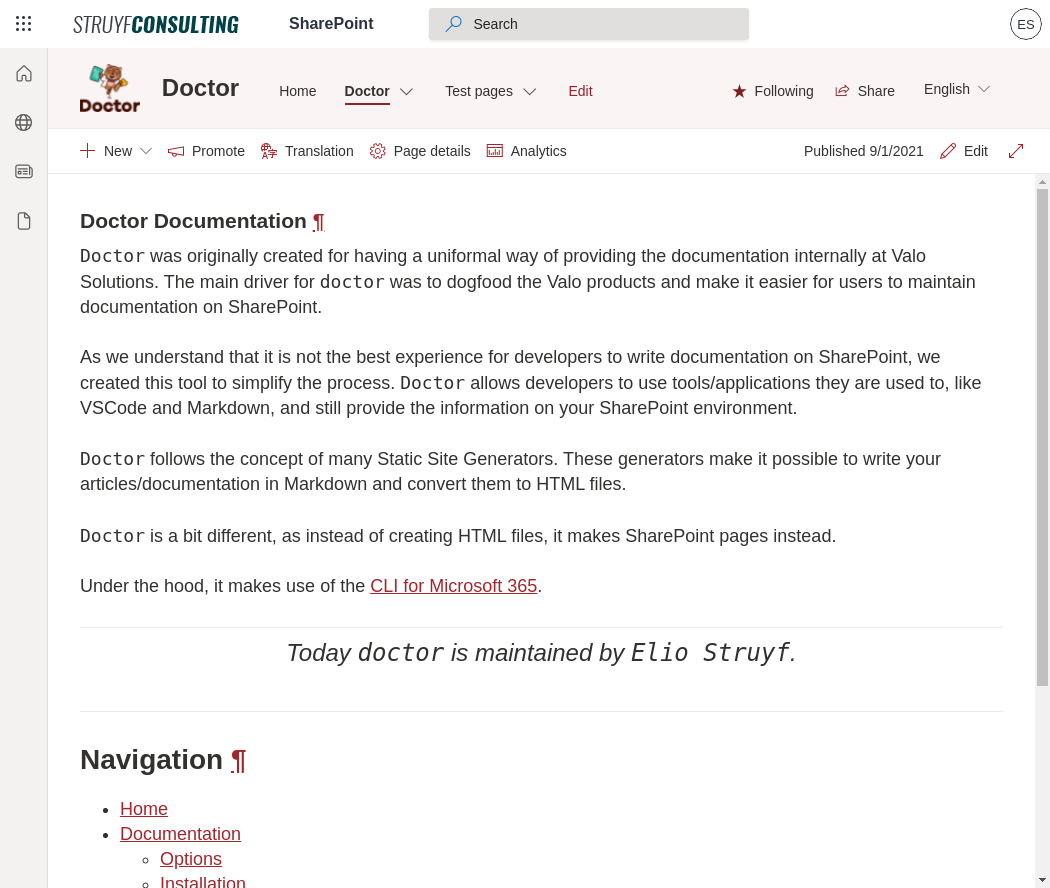 STRUYFCONSULTING SharePoint Search ES
Doctor Doctor Home Doctor Test pages Edit Following Share English
New Promote Translation Page details Analytics Published 9/1/2021 Edit
Doctor Documentation ¶
Doctor was originally created for having a uniformal way of providing the documentation internally at Valo
Solutions. The main driver for doctor was to dogfood the Valo products and make it easier for users to maintain
documentation on SharePoint.
As we understand that it is not the best experience for developers to write documentation on SharePoint, we
created this tool to simplify the process. Doctor allows developers to use tools/applications they are used to, like
VSCode and Markdown, and still provide the information on your SharePoint environment.
Doctor follows the concept of many Static Site Generators. These generators make it possible to write your
articles/documentation in Markdown and convert them to HTML files.
Doctor is a bit different, as instead of creating HTML files, it makes SharePoint pages instead.
Under the hood, it makes use of the CLI for Microsoft 365.
Today doctor is maintained by Elio Struyf.
Navigation ¶
Home
Documentation
Options
Installation